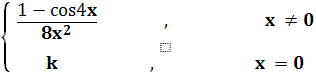 1 − cos4x
8x² , x ≠ 0
k , x = 0